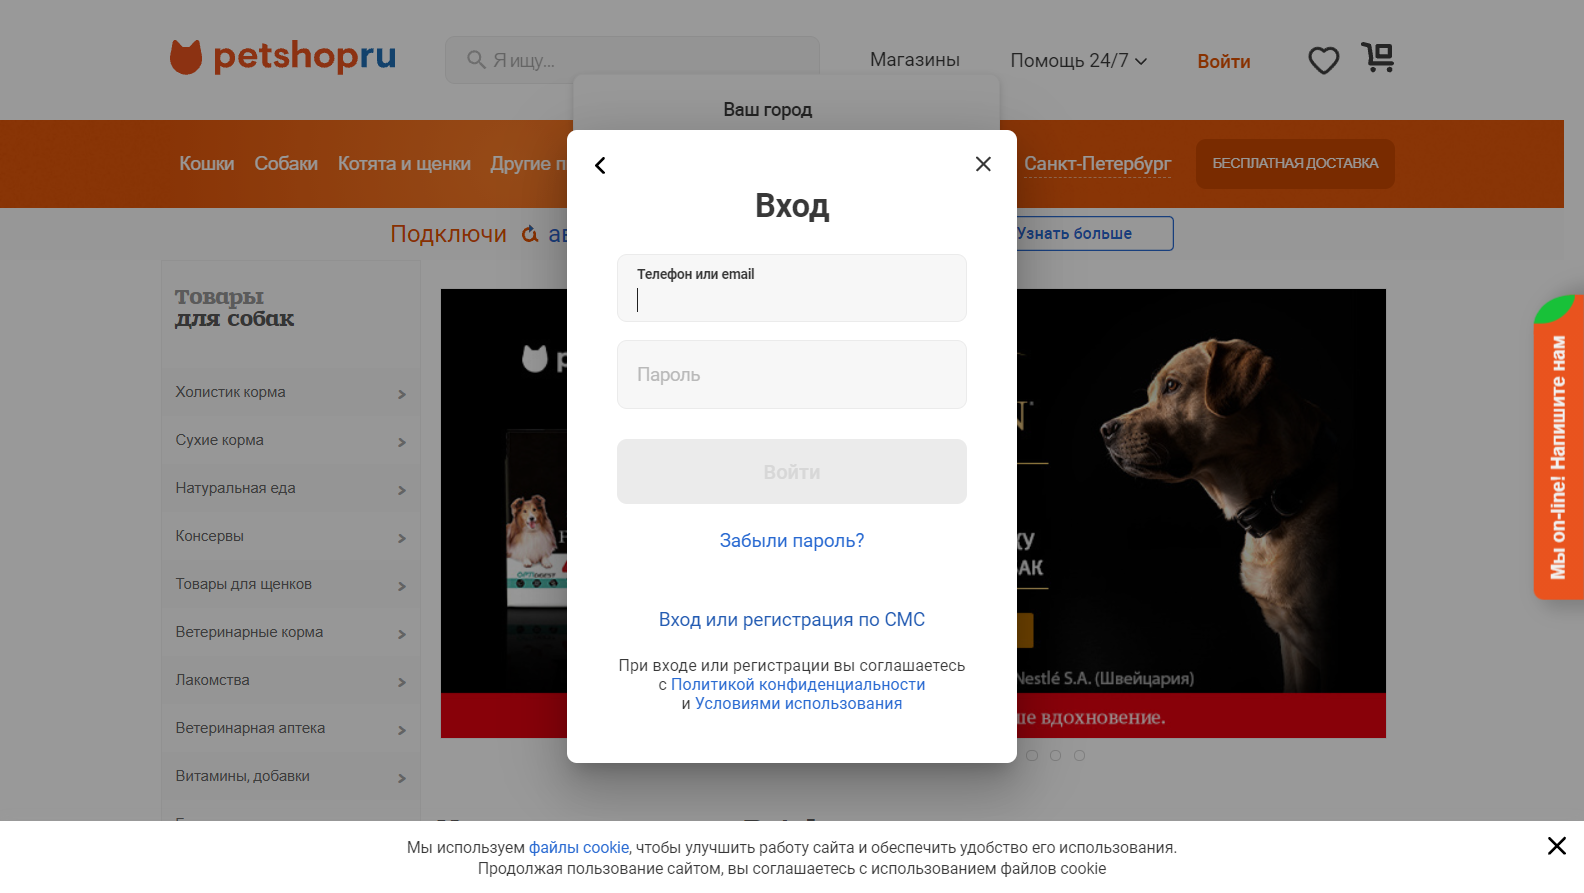 petshopru
Я ищу...
Магазины
Помощь 24/7
Войти
Ваш город
Кошки
Собаки
Котята и щенки
Другие
Санкт-Петербург
БЕСПЛАТНАЯ ДОСТАВКА
Подключи
Узнать больше
Вход
Телефон или email
Пароль
Войти
Забыли пароль?
Вход или регистрация по СМС
При входе или регистрации вы соглашаетесь
с Политикой конфиденциальности
и Условиями использования
Товары
для собак
Холистик корма
Сухие корма
Натуральная еда
Консервы
Товары для щенков
Ветеринарные корма
Лакомства
Ветеринарная аптека
Витамины, добавки
Nestlé S.A. (Швейцария)
вдохновение.
Мы on-line! Напишите нам
Мы используем файлы cookie, чтобы улучшить работу сайта и обеспечить удобство его использования.
Продолжая пользование сайтом, вы соглашаетесь с использованием файлов cookie